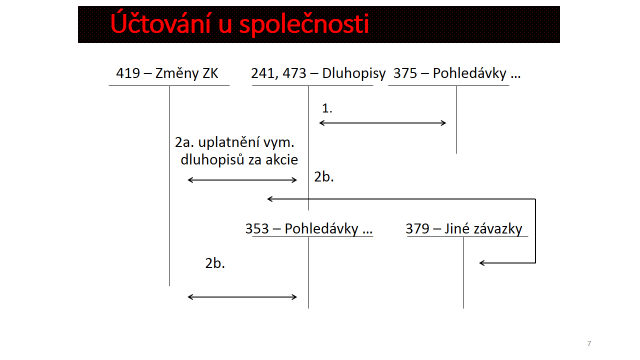 Účtování u společnosti
419 – Změny ZK
241, 473 – Dluhopisy
375 – Pohledávky ...
1.
2a. uplatnění vym.
dluhopisů za akcie
2b.
353 – Pohledávky ...
379 – Jiné závazky
2b.
7